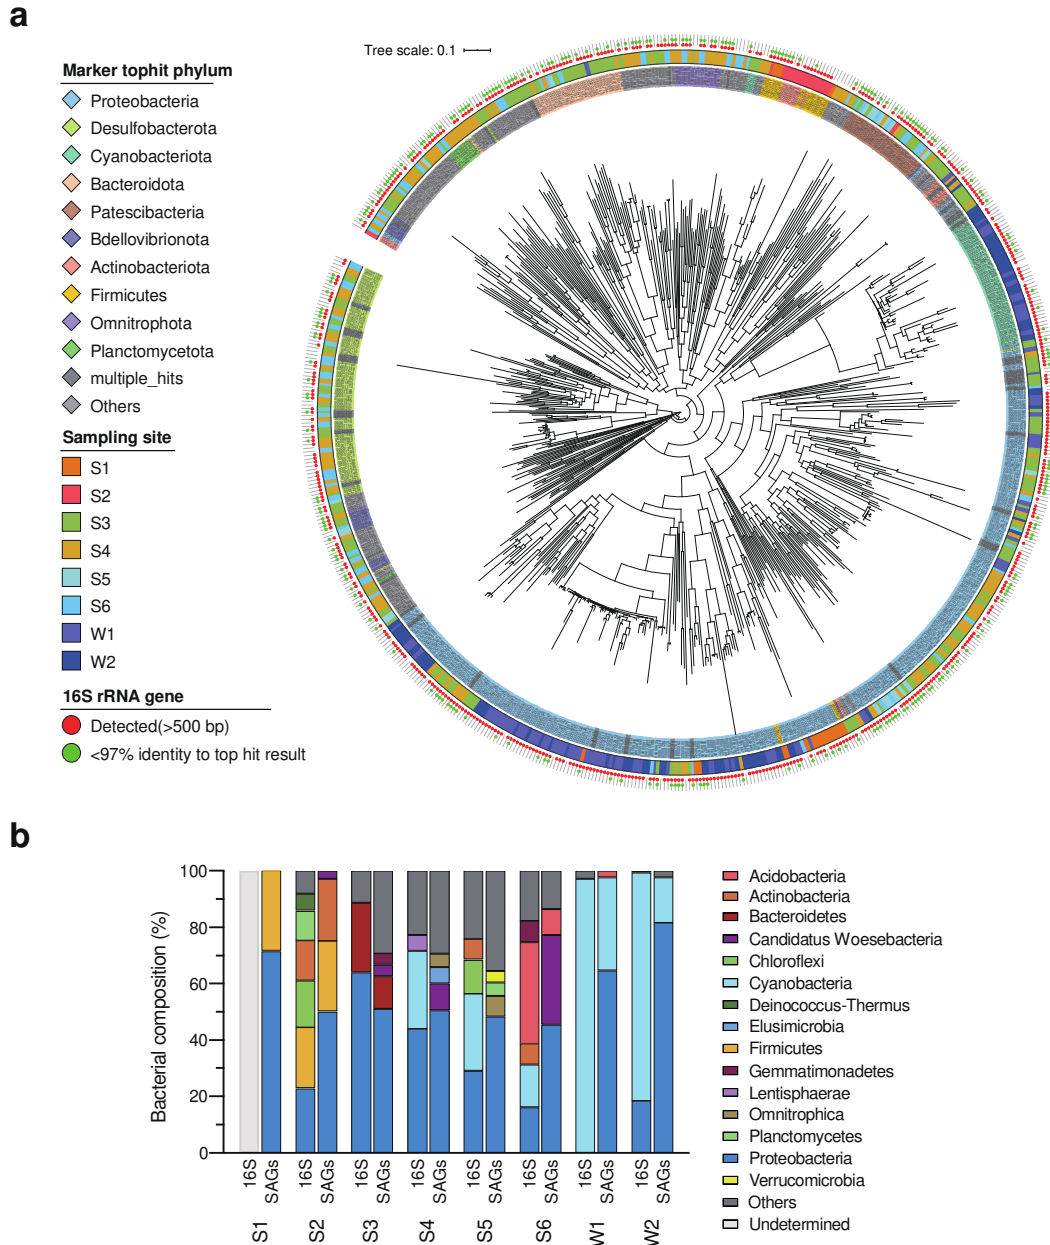 a
Tree scale: 0.1
Marker tophit phylum
Proteobacteria
Desulfobacterota
Cyanobacteriota
Bacteroidota
Patescibacteria
Bdellovibrionota
Actinobacteriota
Firmicutes
Omnitrophota
Planctomycetota
multiple_hits
Others
Sampling site
S1
S2
S3
S4
S5
S6
W1
W2
16S rRNA gene
Detected(>500 bp)
<97% identity to top hit result
b
Bacterial composition (%)
100
80
60
40
20
0
16S
SAGs
16S
SAGs
16S
SAGs
16S
SAGs
16S
SAGs
16S
SAGs
16S
SAGs
16S
SAGs
S1
S2
S3
S4
S5
S6
W1
W2
Acidobacteria
Actinobacteria
Bacteroidetes
Candidatus Woesebacteria
Chloroflexi
Cyanobacteria
Deinococcus-Thermus
Elusimicrobia
Firmicutes
Gemmatimonadetes
Lentisphaerae
Omnitrophica
Planctomycetes
Proteobacteria
Verrucomicrobia
Others
Undetermined